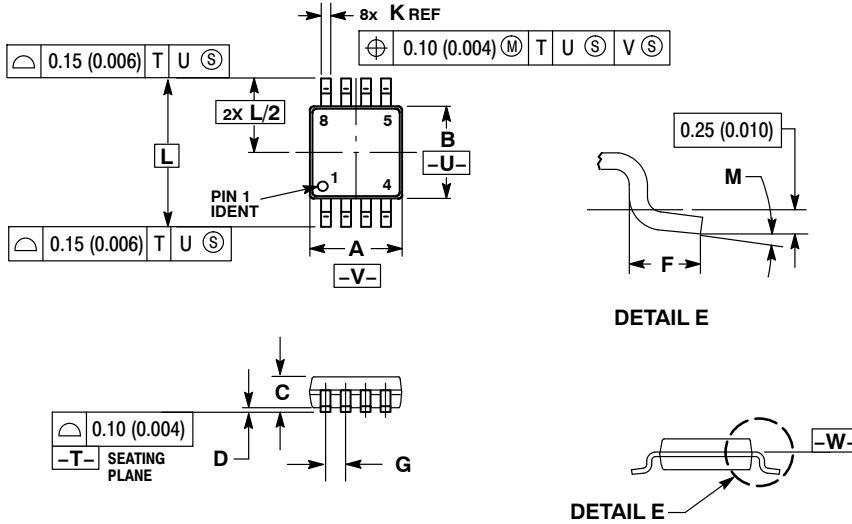 8x K REF
⌖ 0.10 (0.004) Ⓜ T U Ⓢ V Ⓢ
⌓ 0.15 (0.006) T U Ⓢ
2X L/2
8 5
B
-U-
L
0.25 (0.010)
M
1
4
PIN 1
IDENT
⌓ 0.15 (0.006) T U Ⓢ
A
-V-
F
DETAIL E
C
⌓ 0.10 (0.004)
-T- SEATING
PLANE
D
G
-W-
DETAIL E